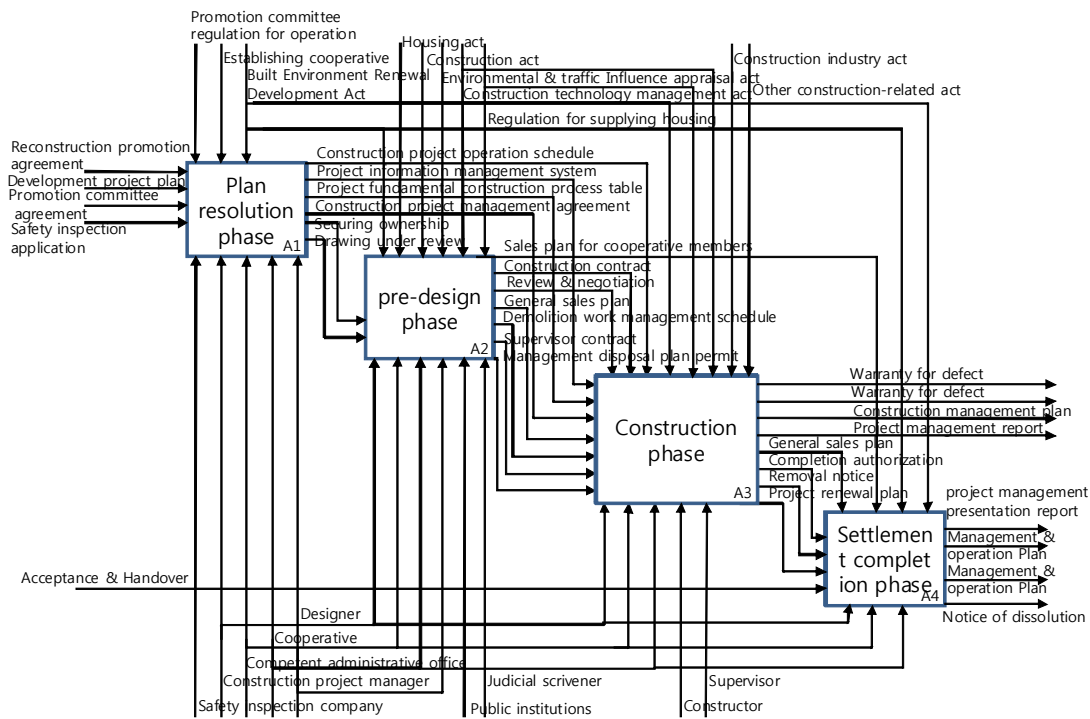 Promotion committee
regulation for operation
Establishing cooperative
Built Environment Renewal
Development Act
Housing act
Construction act
Environmental & traffic Influence appraisal act
Construction technology management act
Construction industry act
Other construction-related act
Regulation for supplying housing
Reconstruction promotion
agreement
Development project plan
Promotion committee
agreement
Safety inspection
application
Plan
resolution
phase
A1
Construction project operation schedule
Project information management system
Project fundamental construction process table
Construction project management agreement
Securing ownership
Drawing under review
pre-design
phase
A2
Sales plan for cooperative members
Construction contract
Review & negotiation
General sales plan
Demolition work management schedule
Supervisor contract
Management disposal plan permit
Construction
phase
A3
Warranty for defect
Warranty for defect
Construction management plan
Project management report
General sales plan
Completion authorization
Removal notice
Project renewal plan
Settlemen
t complet
ion phase
A4
project management
presentation report
Management &
operation Plan
Management &
operation Plan
Notice of dissolution
Acceptance & Handover
Designer
Cooperative
Competent administrative office
Construction project manager
Safety inspection company
Judicial scrivener
Public institutions
Supervisor
Constructor